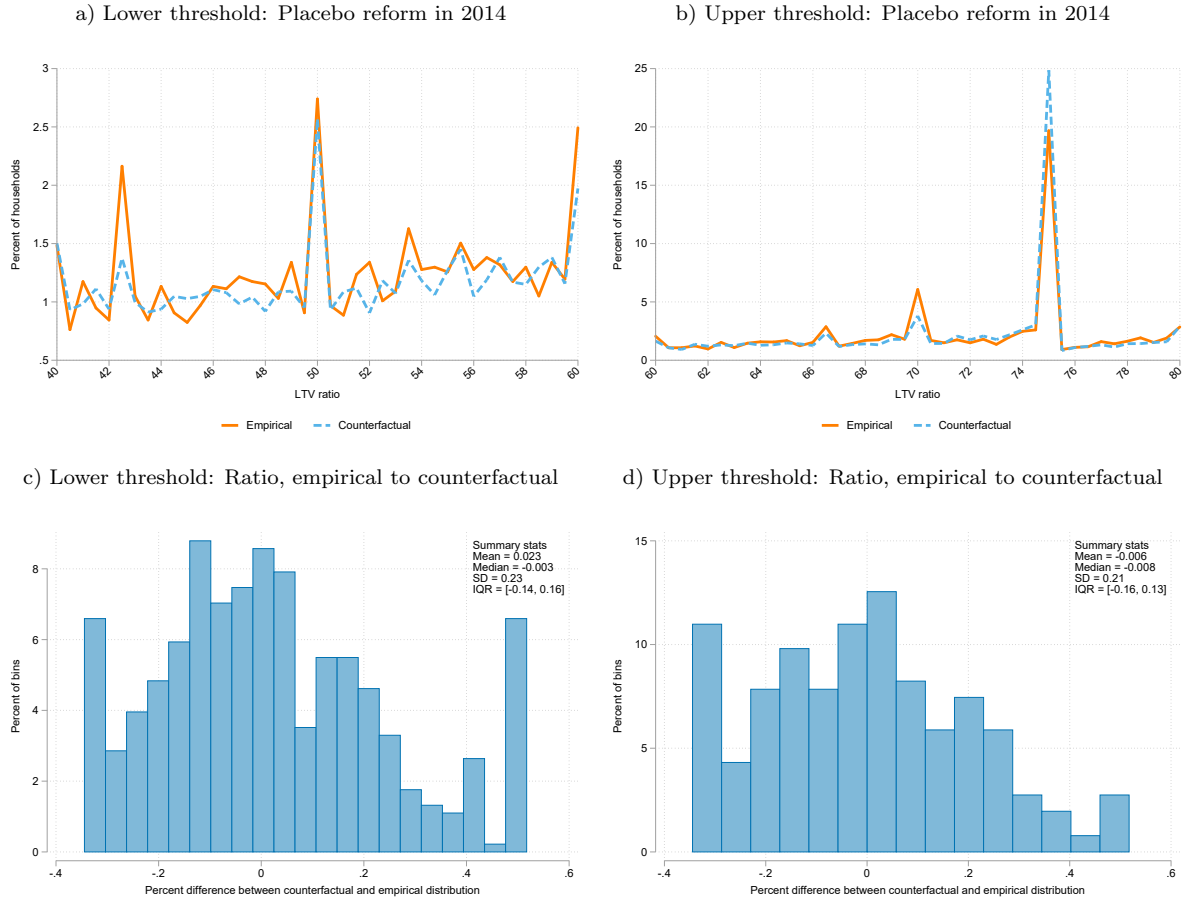 a) Lower threshold: Placebo reform in 2014
3
2.5
2
1.5
1
.5
Percent of households
40 42 44 46 48 50 52 54 56 58 60
LTV ratio
Empirical Counterfactual
b) Upper threshold: Placebo reform in 2014
25
20
15
10
5
0
Percent of households
60 62 64 66 68 70 72 74 76 78 80
LTV ratio
Empirical Counterfactual
c) Lower threshold: Ratio, empirical to counterfactual
Summary stats
Mean = 0.023
Median = -0.003
SD = 0.23
IQR = [-0.14, 0.16]
8
6
4
2
0
Percent of bins
-.4 -.2 0 .2 .4 .6
Percent difference between counterfactual and empirical distribution
d) Upper threshold: Ratio, empirical to counterfactual
Summary stats
Mean = -0.006
Median = -0.008
SD = 0.21
IQR = [-0.16, 0.13]
15
10
5
0
Percent of bins
-.4 -.2 0 .2 .4 .6
Percent difference between counterfactual and empirical distribution